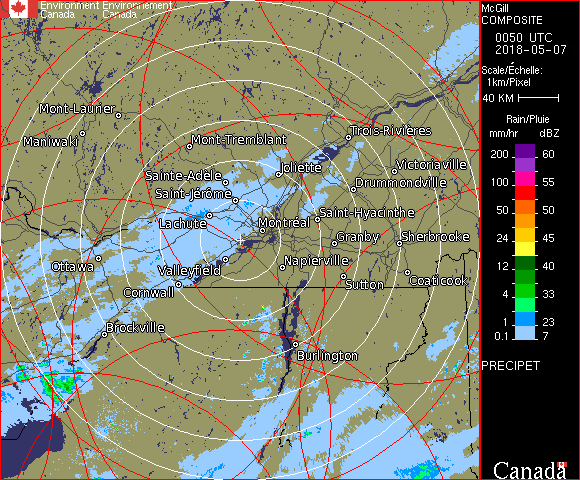 Environment Environnement
Canada Canada
McGill
COMPOSITE
0050 UTC
2018-05-07
Scale/Échelle:
1km/Pixel
40 KM
Rain/Pluie
mm/hr dBZ
200 60
100 55
50 50
24 45
12 40
4 33
1 23
0.1 7
PRECIPET
Canada
Mont-Laurier
Maniwaki
Mont-Tremblant
Trois-Rivières
Joliette
Victoriaville
Sainte-Adèle
Drummondville
Saint-Jérôme
Saint-Hyacinthe
Lachute
Montréal
Granby
Sherbrooke
Ottawa
Valleyfield
Napierville
Cornwall
Sutton
Coaticook
Brockville
Burlington